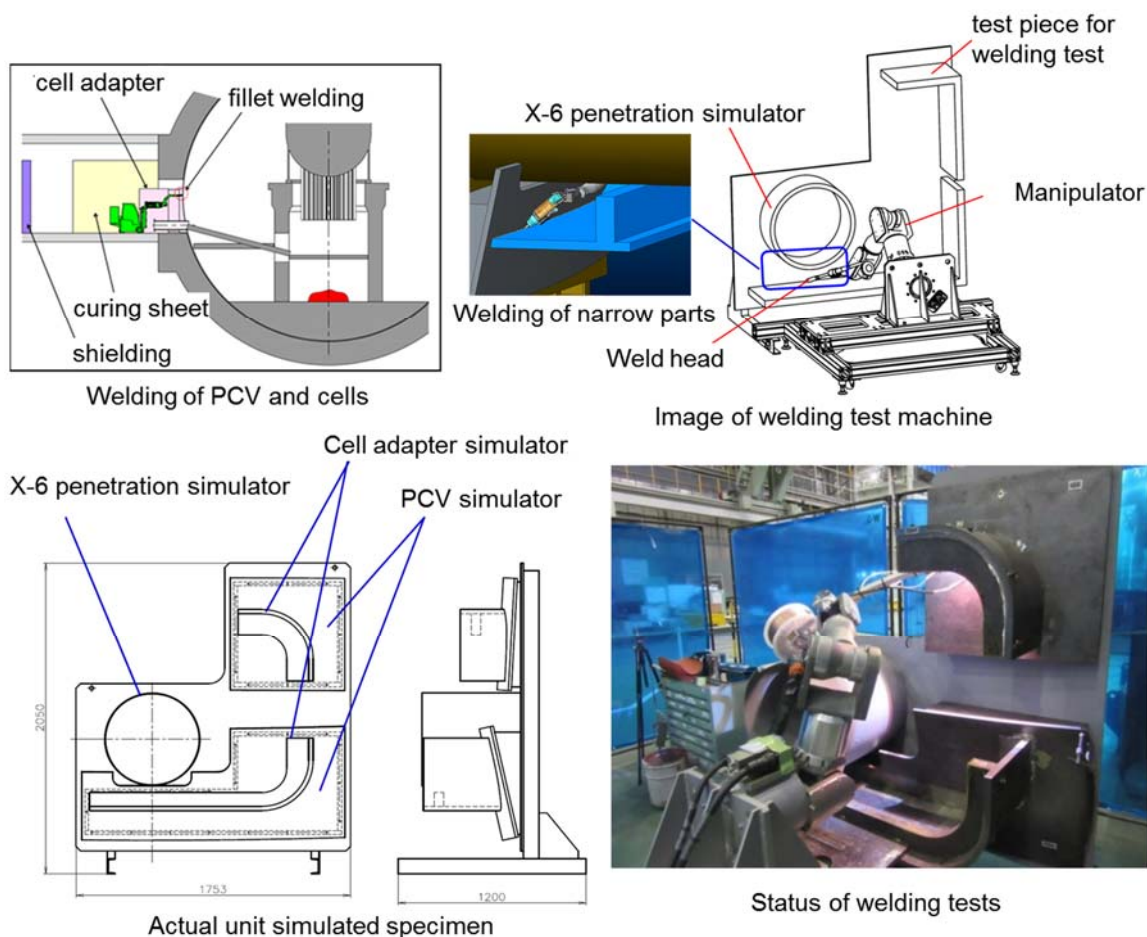 cell adapter
fillet welding
curing sheet
shielding
Welding of PCV and cells
test piece for
welding test
X-6 penetration simulator
Manipulator
Welding of narrow parts
Weld head
Image of welding test machine
Cell adapter simulator
X-6 penetration simulator
PCV simulator
2050
1753
1200
Actual unit simulated specimen
Status of welding tests